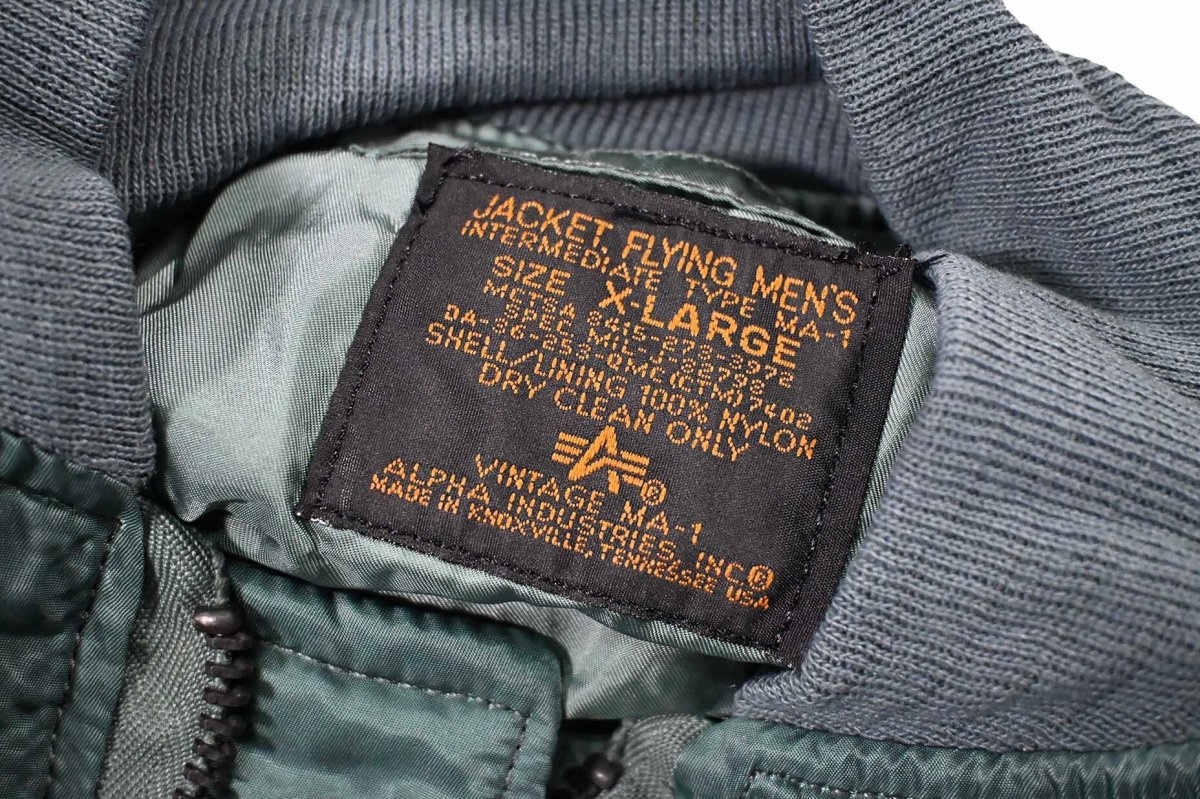 JACKET, FLYING MEN'S
INTERMEDIATE TYPE MA-1
SIZE X-LARGE
SHELL/LINING 100% NYLON
DRY CLEAN ONLY
A®
VINTAGE MA-1
ALPHA INDUSTRIES, INC®
MADE IN KNOXVILLE, TENNESSEE USA